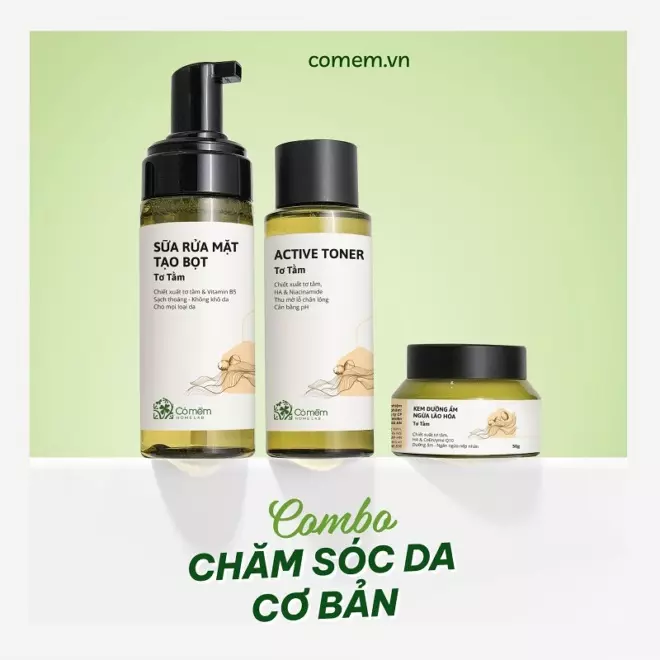 comem.vn
SỮA RỬA MẶT
TẠO BỌT
Tơ Tằm
Chiết xuất tơ tằm & Vitamin B5
Sạch thoáng - Không khô da
Cho mọi loại da
Cỏ mềm
HOME LAB
ACTIVE TONER
Tơ Tằm
Chiết xuất tơ tằm,
HA & Niacinamide
Thu nhỏ lỗ chân lông
Cân bằng pH
Cỏ mềm
HOME LAB
KEM DƯỠNG ẨM
NGỪA LÃO HÓA
Tơ Tằm
Chiết xuất tơ tằm,
HA & CoEnzyme Q10
Dưỡng ẩm - Ngăn ngừa nếp nhăn
Combo
CHĂM SÓC DA
CƠ BẢN